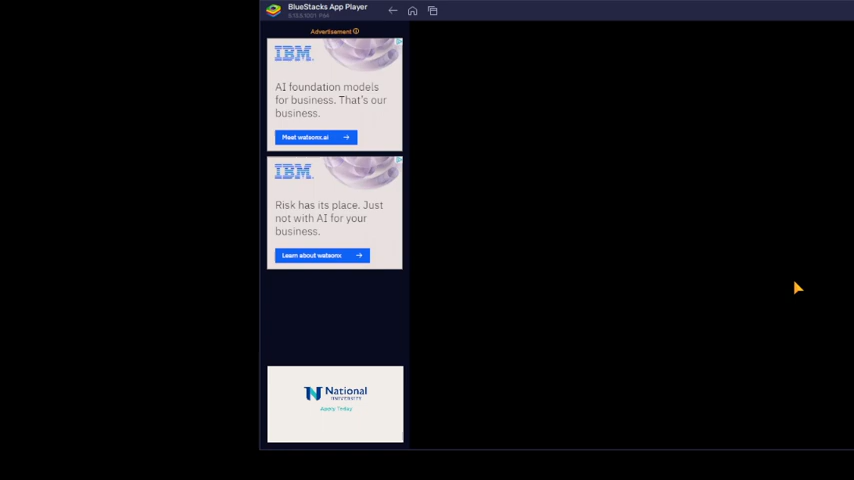 BlueStacks App Player
Advertisement
IBM
AI foundation models
for business. That's our
business.
Meet watsonx.ai
IBM
Risk has its place. Just
not with AI for your
business.
Learn about watsonx
National
UNIVERSITY
Apply Today